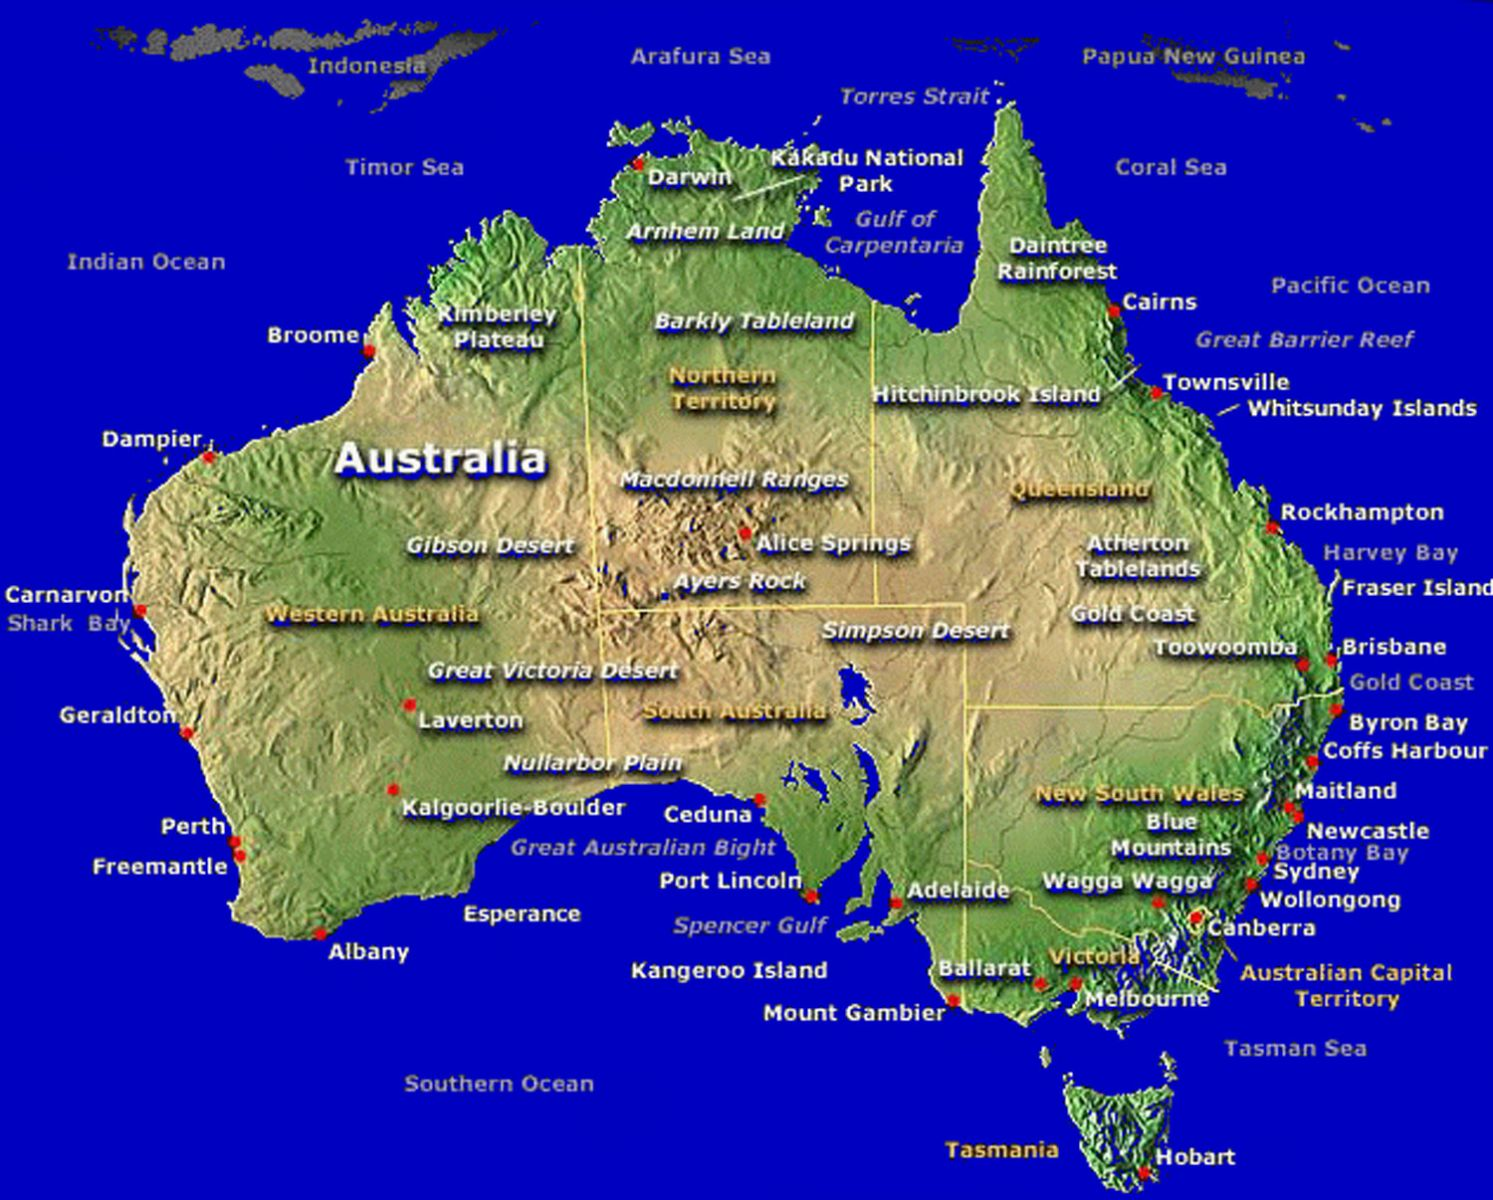 Indonesia
Arafura Sea
Papua New Guinea
Torres Strait
Timor Sea
Kakadu National
Park
Coral Sea
Darwin
Arnhem Land
Gulf of
Carpentaria
Daintree
Rainforest
Indian Ocean
Pacific Ocean
Cairns
Kimberley
Plateau
Barkly Tableland
Broome
Great Barrier Reef
Northern
Territory
Hitchinbrook Island
Townsville
Whitsunday Islands
Dampier
Australia
Macdonnell Ranges
Queensland
Rockhampton
Gibson Desert
Alice Springs
Atherton
Tablelands
Harvey Bay
Ayers Rock
Fraser Island
Carnarvon
Shark Bay
Western Australia
Gold Coast
Simpson Desert
Toowoomba
Brisbane
Great Victoria Desert
Gold Coast
South Australia
Geraldton
Laverton
Byron Bay
Coffs Harbour
Nullarbor Plain
New South Wales
Maitland
Kalgoorlie-Boulder
Ceduna
Blue
Mountains
Perth
Newcastle
Great Australian Bight
Botany Bay
Freemantle
Sydney
Port Lincoln
Adelaide
Wagga Wagga
Wollongong
Esperance
Spencer Gulf
Canberra
Albany
Kangeroo Island
Ballarat
Victoria
Australian Capital
Territory
Melbourne
Mount Gambier
Tasman Sea
Southern Ocean
Tasmania
Hobart